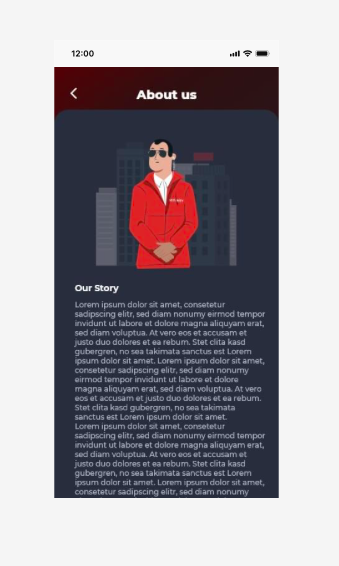 12:00
About us
Our Story
Lorem ipsum dolor sit amet, consetetur
sadipscing elitr, sed diam nonumy eirmod tempor
invidunt ut labore et dolore magna aliquyam erat,
sed diam voluptua. At vero eos et accusam et
justo duo dolores et ea rebum. Stet clita kasd
gubergren, no sea takimata sanctus est Lorem
ipsum dolor sit amet. Lorem ipsum dolor sit amet,
consetetur sadipscing elitr, sed diam nonumy
eirmod tempor invidunt ut labore et dolore
magna aliquyam erat, sed diam voluptua. At vero
eos et accusam et justo duo dolores et ea rebum.
Stet clita kasd gubergren, no sea takimata
sanctus est Lorem ipsum dolor sit amet.
Lorem ipsum dolor sit amet, consetetur
sadipscing elitr, sed diam nonumy eirmod tempor
invidunt ut labore et dolore magna aliquyam erat,
sed diam voluptua. At vero eos et accusam et
justo duo dolores et ea rebum. Stet clita kasd
gubergren, no sea takimata sanctus est Lorem
ipsum dolor sit amet. Lorem ipsum dolor sit amet,
consetetur sadipscing elitr, sed diam nonumy